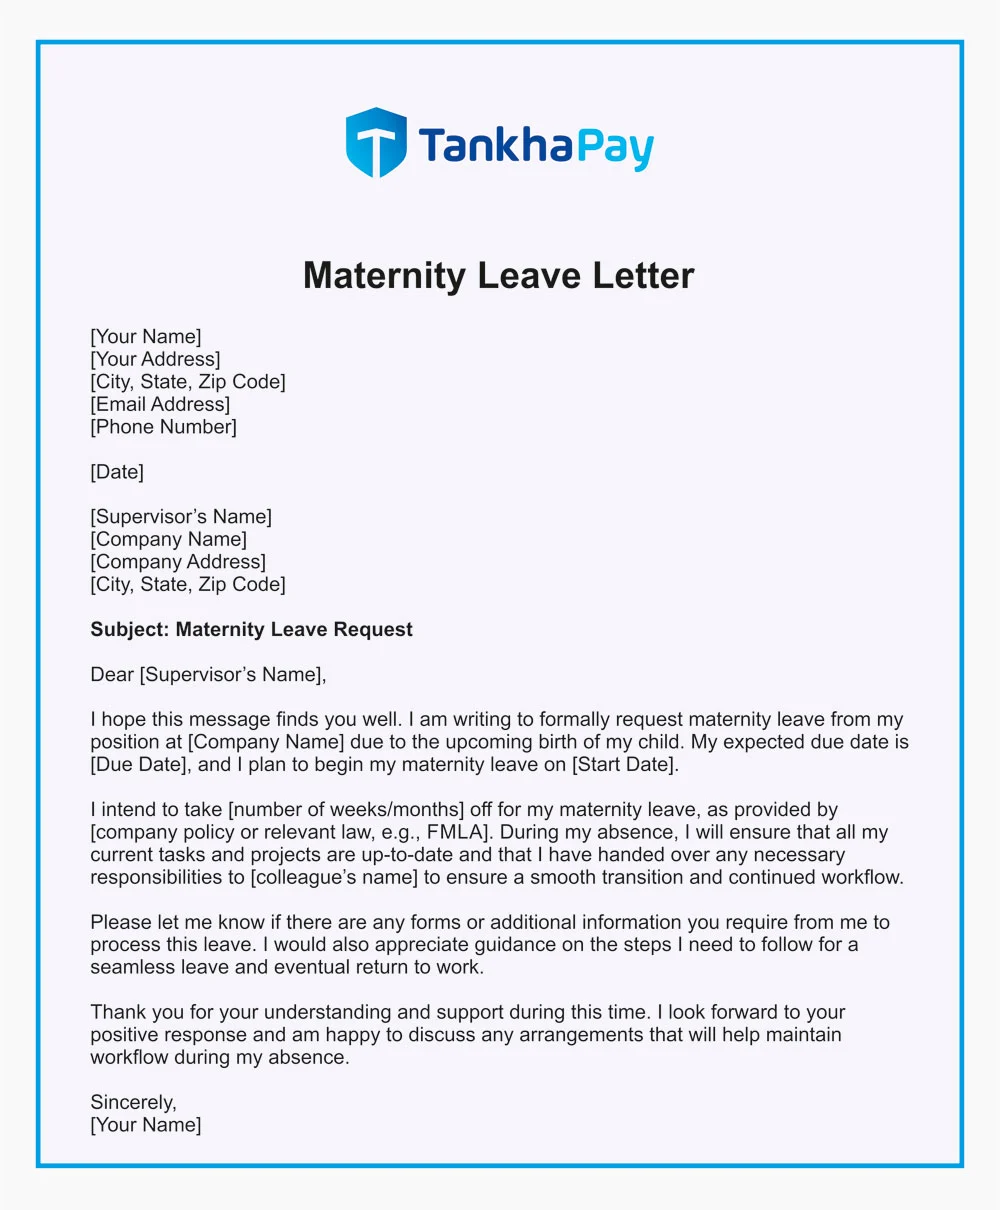 TankhaPay
Maternity Leave Letter
[Your Name]
[Your Address]
[City, State, Zip Code]
[Email Address]
[Phone Number]
[Date]
[Supervisor’s Name]
[Company Name]
[Company Address]
[City, State, Zip Code]
Subject: Maternity Leave Request
Dear [Supervisor’s Name],
I hope this message finds you well. I am writing to formally request maternity leave from my
position at [Company Name] due to the upcoming birth of my child. My expected due date is
[Due Date], and I plan to begin my maternity leave on [Start Date].
I intend to take [number of weeks/months] off for my maternity leave, as provided by
[company policy or relevant law, e.g., FMLA]. During my absence, I will ensure that all my
current tasks and projects are up-to-date and that I have handed over any necessary
responsibilities to [colleague’s name] to ensure a smooth transition and continued workflow.
Please let me know if there are any forms or additional information you require from me to
process this leave. I would also appreciate guidance on the steps I need to follow for a
seamless leave and eventual return to work.
Thank you for your understanding and support during this time. I look forward to your
positive response and am happy to discuss any arrangements that will help maintain
workflow during my absence.
Sincerely,
[Your Name]